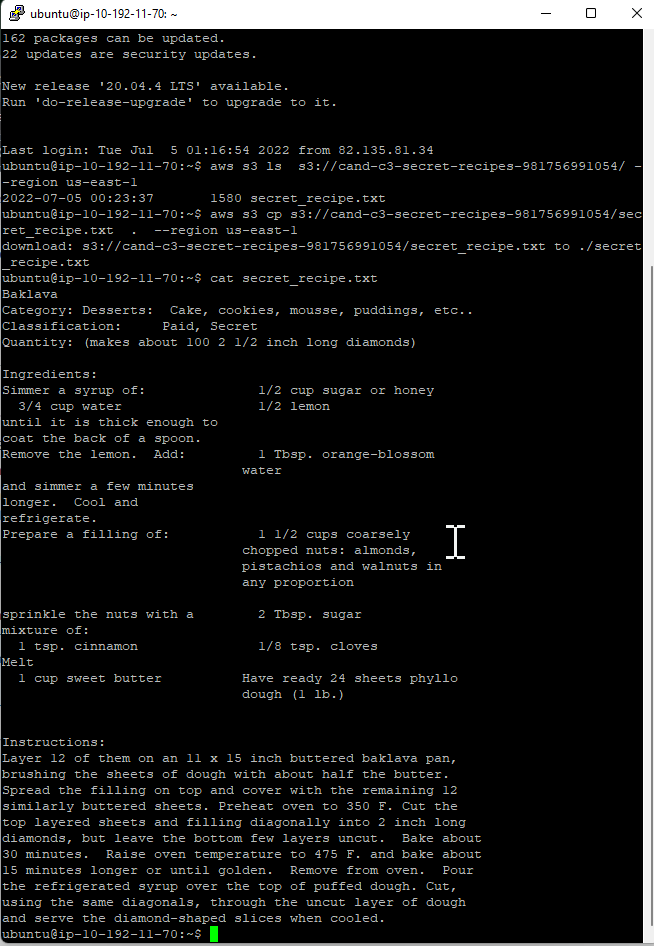 ubuntu@ip-10-192-11-70: ~
162 packages can be updated.
22 updates are security updates.
New release '20.04.4 LTS' available.
Run 'do-release-upgrade' to upgrade to it.
Last login: Tue Jul  5 01:16:54 2022 from 82.135.81.34
ubuntu@ip-10-192-11-70:~$ aws s3 ls  s3://cand-c3-secret-recipes-981756991054/ -
-region us-east-1
2022-07-05 00:23:37       1580 secret_recipe.txt
ubuntu@ip-10-192-11-70:~$ aws s3 cp s3://cand-c3-secret-recipes-981756991054/sec
ret_recipe.txt  .  --region us-east-1
download: s3://cand-c3-secret-recipes-981756991054/secret_recipe.txt to ./secret
_recipe.txt
ubuntu@ip-10-192-11-70:~$ cat secret_recipe.txt
Baklava
Category: Desserts:  Cake, cookies, mousse, puddings, etc..
Classification:     Paid, Secret
Quantity: (makes about 100 2 1/2 inch long diamonds)
Ingredients:
Simmer a syrup of:              1/2 cup sugar or honey
  3/4 cup water                 1/2 lemon
until it is thick enough to
coat the back of a spoon.
Remove the lemon.  Add:         1 Tbsp. orange-blossom
                              water
and simmer a few minutes
longer.  Cool and
refrigerate.
Prepare a filling of:           1 1/2 cups coarsely
                              chopped nuts: almonds,
                              pistachios and walnuts in
                              any proportion
sprinkle the nuts with a        2 Tbsp. sugar
mixture of:
  1 tsp. cinnamon               1/8 tsp. cloves
Melt
  1 cup sweet butter          Have ready 24 sheets phyllo
                              dough (1 lb.)
Instructions:
Layer 12 of them on an 11 x 15 inch buttered baklava pan,
brushing the sheets of dough with about half the butter.
Spread the filling on top and cover with the remaining 12
similarly buttered sheets. Preheat oven to 350 F. Cut the
top layered sheets and filling diagonally into 2 inch long
diamonds, but leave the bottom few layers uncut.  Bake about
30 minutes.  Raise oven temperature to 475 F. and bake about
15 minutes longer or until golden.  Remove from oven.  Pour
the refrigerated syrup over the top of puffed dough. Cut,
using the same diagonals, through the uncut layer of dough
and serve the diamond-shaped slices when cooled.
ubuntu@ip-10-192-11-70:~$